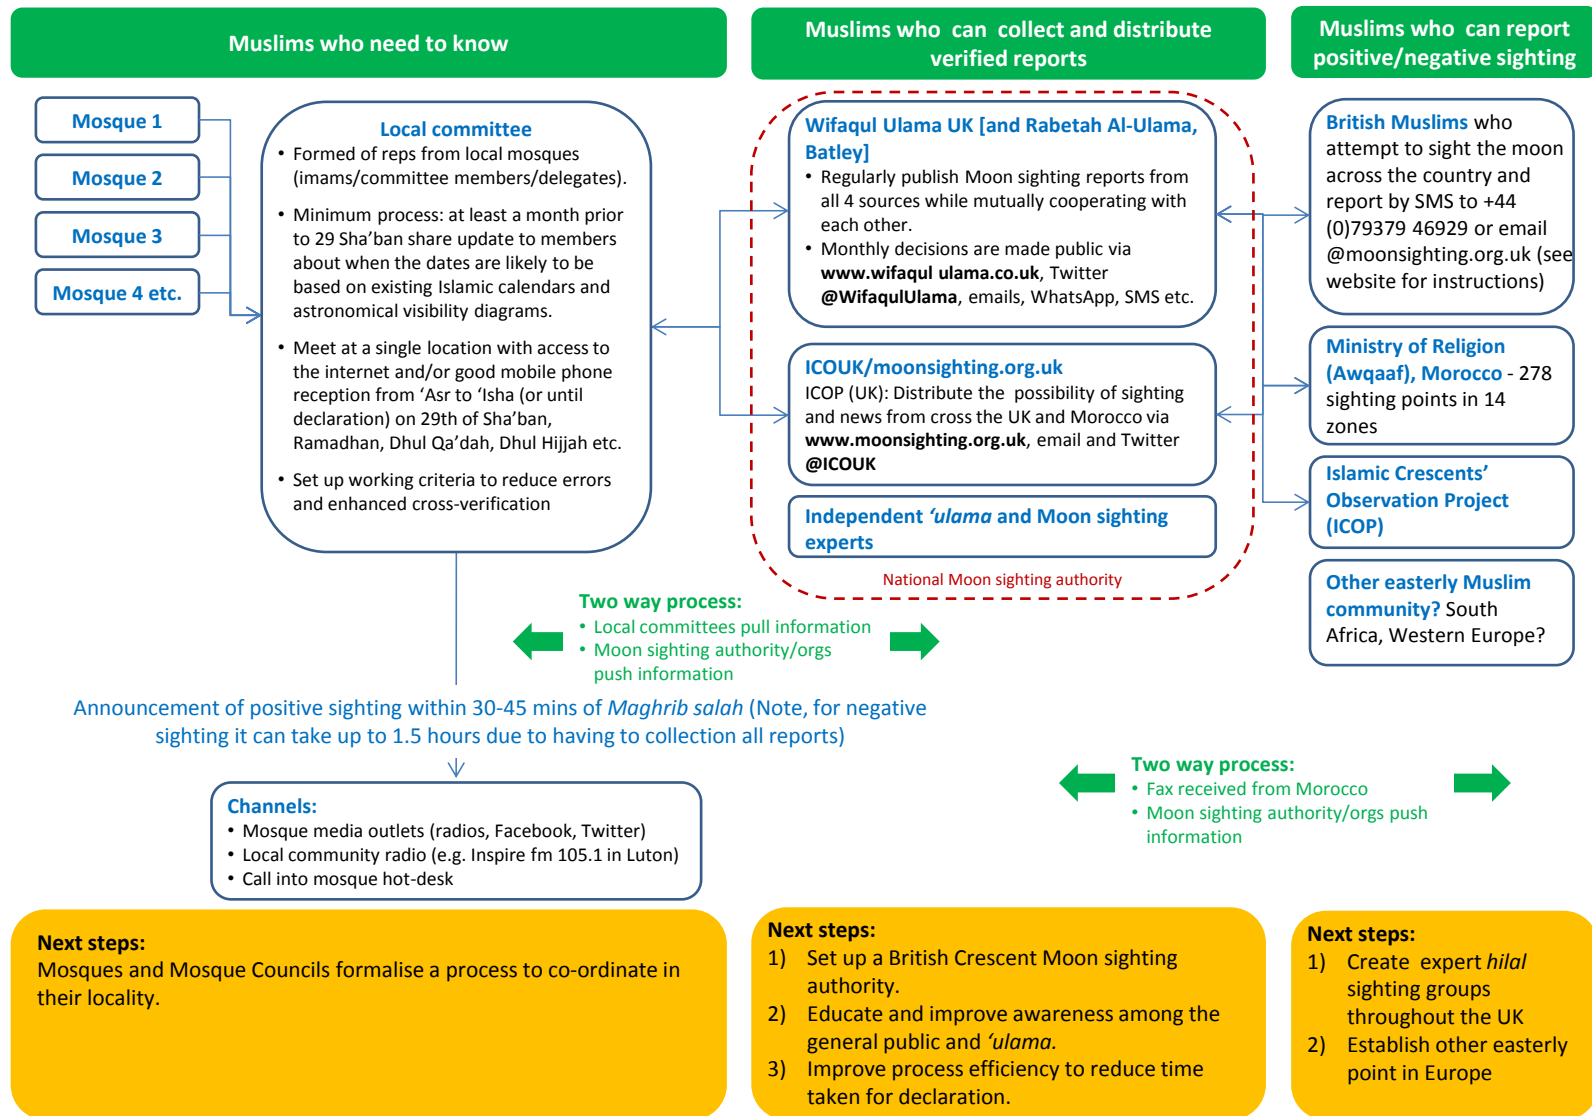 Muslims who need to know
Mosque 1
Mosque 2
Mosque 3
Mosque 4 etc.
Local committee
• Formed of reps from local mosques
(imams/committee members/delegates).
• Minimum process: at least a month prior
to 29 Sha’ban share update to members
about when the dates are likely to be
based on existing Islamic calendars and
astronomical visibility diagrams.
• Meet at a single location with access to
the internet and/or good mobile phone
reception from ‘Asr to ‘Isha (or until
declaration) on 29th of Sha’ban,
Ramadhan, Dhul Qa’dah, Dhul Hijjah etc.
• Set up working criteria to reduce errors
and enhanced cross-verification
Muslims who can collect and distribute
verified reports
Wifaqul Ulama UK [and Rabetah Al-Ulama,
Batley]
• Regularly publish Moon sighting reports from
all 4 sources while mutually cooperating with
each other.
• Monthly decisions are made public via
www.wifaqul ulama.co.uk, Twitter
@WifaqulUlama, emails, WhatsApp, SMS etc.
ICOUK/moonsighting.org.uk
ICOP (UK): Distribute the possibility of sighting
and news from cross the UK and Morocco via
www.moonsighting.org.uk, email and Twitter
@ICOUK
Independent ‘ulama and Moon sighting
experts
National Moon sighting authority
Muslims who can report
positive/negative sighting
British Muslims who
attempt to sight the moon
across the country and
report by SMS to +44
(0)79379 46929 or email
@moonsighting.org.uk (see
website for instructions)
Ministry of Religion
(Awqaaf), Morocco - 278
sighting points in 14
zones
Islamic Crescents’
Observation Project
(ICOP)
Other easterly Muslim
community? South
Africa, Western Europe?
Two way process:
• Local committees pull information
• Moon sighting authority/orgs
push information
Announcement of positive sighting within 30-45 mins of Maghrib salah (Note, for negative
sighting it can take up to 1.5 hours due to having to collection all reports)
Two way process:
• Fax received from Morocco
• Moon sighting authority/orgs push
information
Channels:
• Mosque media outlets (radios, Facebook, Twitter)
• Local community radio (e.g. Inspire fm 105.1 in Luton)
• Call into mosque hot-desk
Next steps:
Mosques and Mosque Councils formalise a process to co-ordinate in
their locality.
Next steps:
1) Set up a British Crescent Moon sighting
authority.
2) Educate and improve awareness among the
general public and ‘ulama.
3) Improve process efficiency to reduce time
taken for declaration.
Next steps:
1) Create expert hilal
sighting groups
throughout the UK
2) Establish other easterly
point in Europe